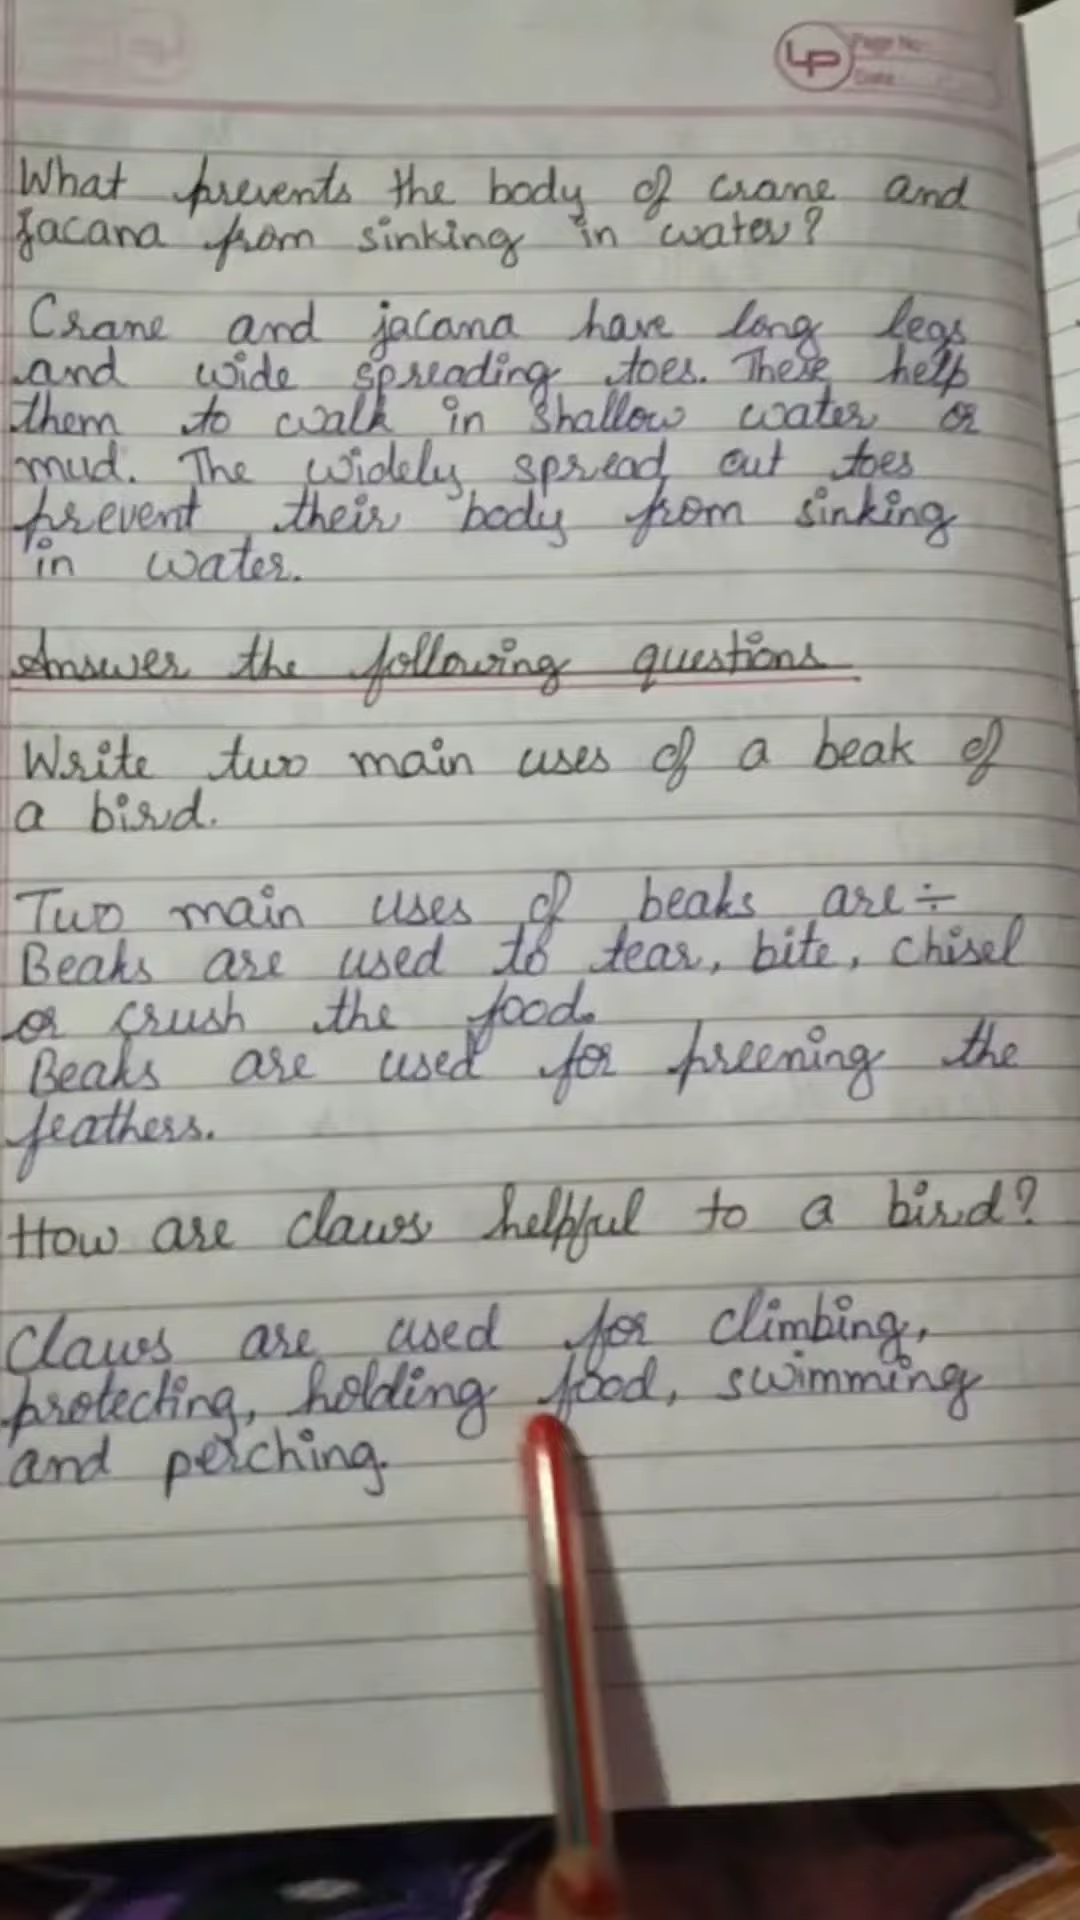 LP Page No:
Date:
What prevents the body of crane and
jacana from sinking in water?
Crane and jacana have long legs
and wide spreading toes. These help
them to walk in shallow water or
mud. The widely spread out toes
prevent their body from sinking
in water.
Answer the following questions
Write two main uses of a beak of
a bird.
Two main uses of beaks are÷
Beaks are used to tear, bite, chisel
or crush the food.
Beaks are used for preening the
feathers.
How are claws helpful to a bird?
Claws are used for climbing,
protecting, holding food, swimming
and perching.